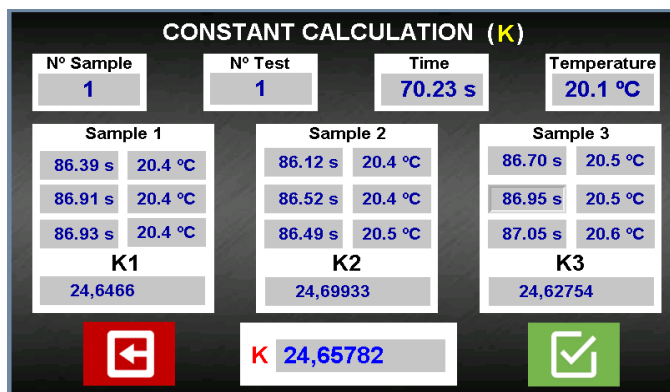 CONSTANT CALCULATION (K)
Nº Sample
1
Nº Test
1
Time
70.23 s
Temperature
20.1 ºC
Sample 1
86.39 s 20.4 ºC
86.91 s 20.4 ºC
86.93 s 20.4 ºC
K1
24,6466
Sample 2
86.12 s 20.4 ºC
86.52 s 20.4 ºC
86.49 s 20.5 ºC
K2
24,69933
Sample 3
86.70 s 20.5 ºC
86.95 s 20.5 ºC
87.05 s 20.6 ºC
K3
24,62754
K 24,65782